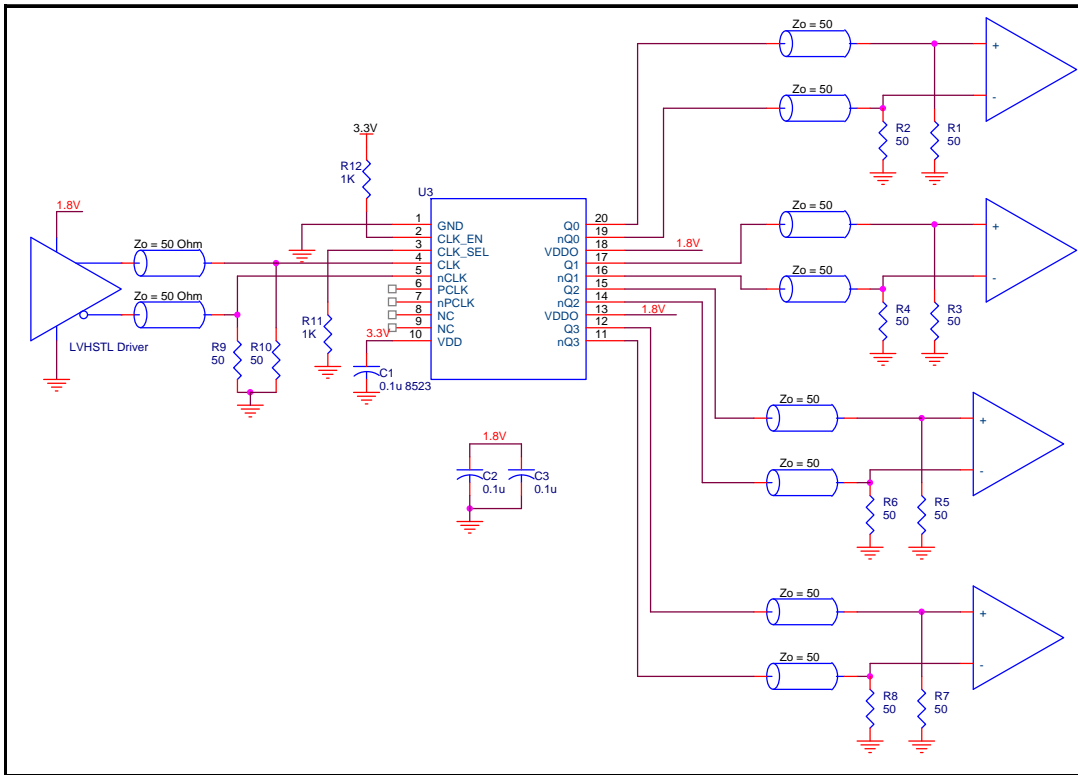 Zo = 50
+
Zo = 50
-
R2
50
R1
50
3.3V
R12
1K
U3
1.8V
Zo = 50 Ohm
Zo = 50 Ohm
LVHSTL Driver
R9
50
R10
50
R11
1K
3.3V
C1
0.1u
8523
1
GND
2
CLK_EN
3
CLK_SEL
4
CLK
5
nCLK
6
PCLK
7
nPCLK
8
NC
9
NC
10
VDD
Q0
20
nQ0
19
VDDO
18
1.8V
Q1
17
nQ1
16
Q2
15
nQ2
14
VDDO
13
1.8V
Q3
12
nQ3
11
Zo = 50
+
Zo = 50
-
R4
50
R3
50
1.8V
C2
0.1u
C3
0.1u
Zo = 50
+
Zo = 50
-
R6
50
R5
50
Zo = 50
+
Zo = 50
-
R8
50
R7
50